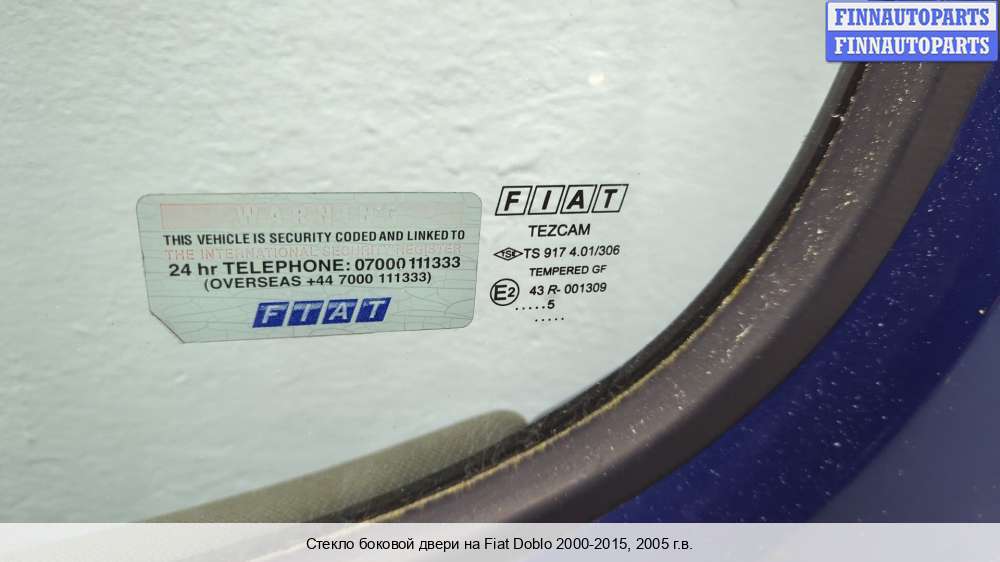 FINNAUTOPARTS
FINNAUTOPARTS
WARNING
THIS VEHICLE IS SECURITY CODED AND LINKED TO
THE INTERNATIONAL SECURITY REGISTER
24 hr TELEPHONE: 07000 111333
(OVERSEAS +44 7000 111333)
FIAT
FIAT
TEZCAM
TSE TS 917 4.01/306
TEMPERED GF
E2 43 R- 001309
.....5
.....
Стекло боковой двери на Fiat Doblo 2000-2015, 2005 г.в.